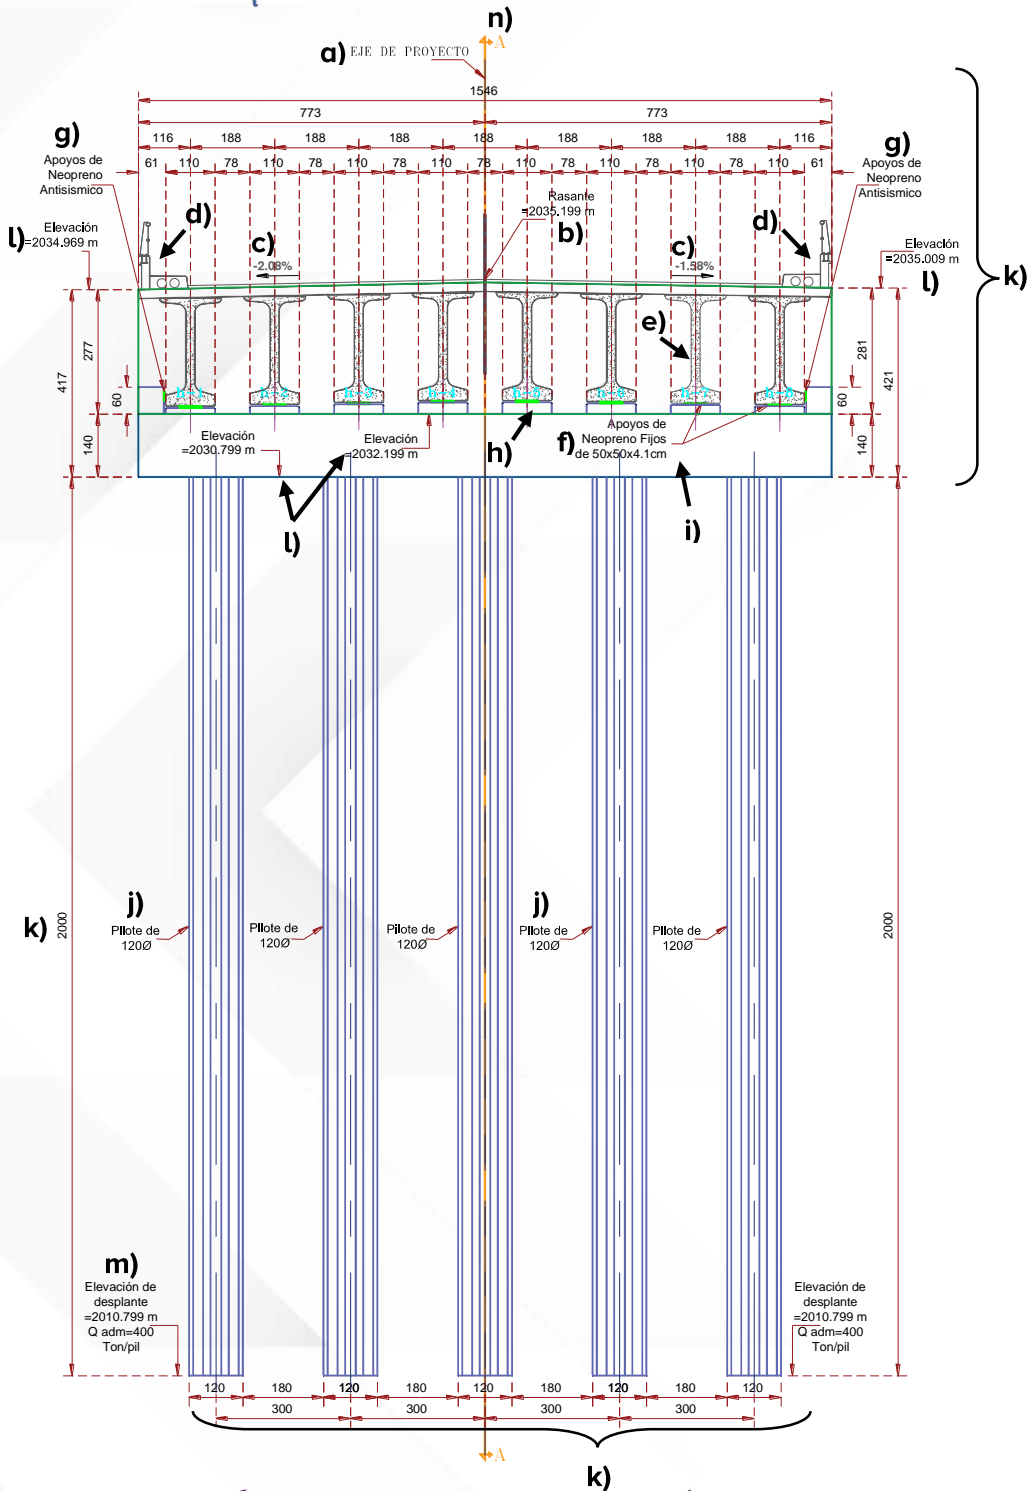 n)
A
a) EJE DE PROYECTO
1546
773 773
116 188 188 188 188 188 188 188 116
61 110 78 110 78 110 78 110 78 110 78 110 78 110 78 110 61
g)
Apoyos de
Neopreno
Antisismico
g)
Apoyos de
Neopreno
Antisismico
k)
Rasante
=2035.199 m
b)
d)
d)
Elevación
l) =2034.969 m
c)
-2.08%
c)
-1.58%
Elevación
=2035.009 m
l)
e)
277
417
60
140
281
421
60
140
Elevación
=2030.799 m
Elevación
=2032.199 m
h)
f)
Apoyos de
Neopreno Fijos
de 50x50x4.1cm
l)
i)
k) 2000
2000
j)
Pilote de
120Ø
Pilote de
120Ø
Pilote de
120Ø
j)
Pilote de
120Ø
Pilote de
120Ø
m)
Elevación de
desplante
=2010.799 m
Q adm=400
Ton/pil
Elevación de
desplante
=2010.799 m
Q adm=400
Ton/pil
120 180 120 180 120 180 120 180 120
300 300 300 300
A
k)